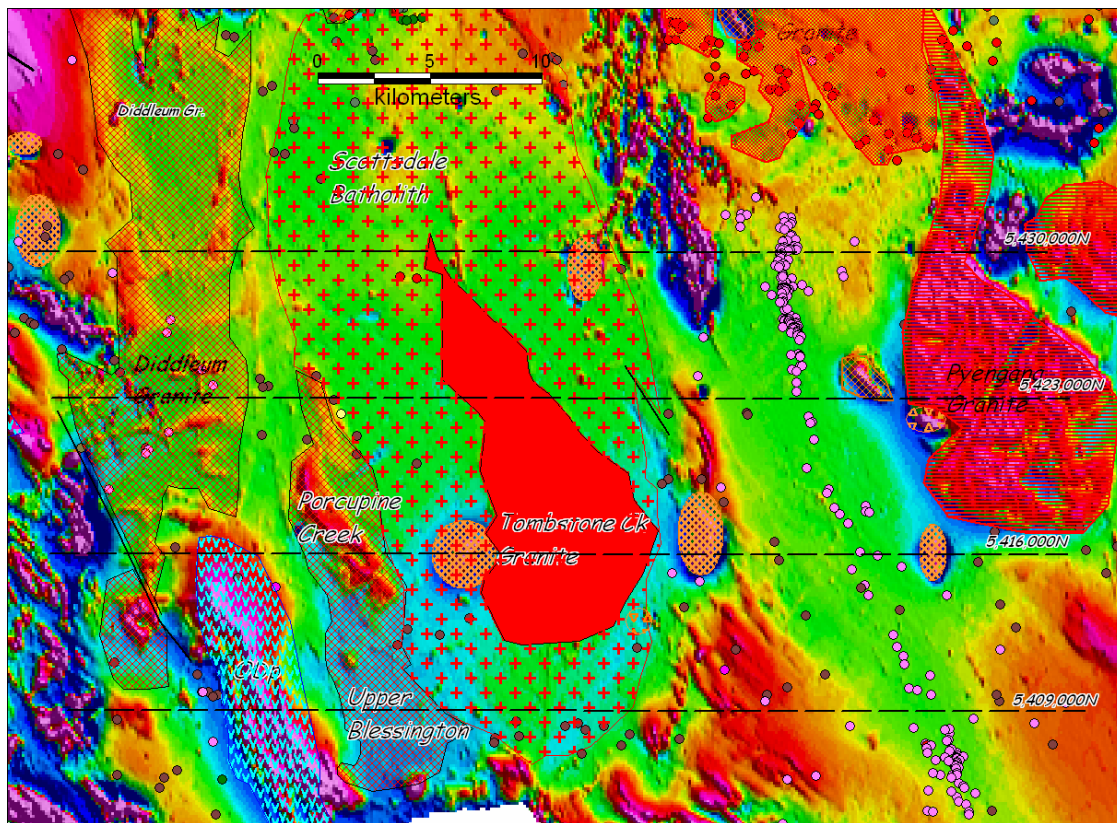 Granite
0 5 10
kilometers
Diddleum Gr.
Scottsdale
Batholith
5,430,000N
Diddleum
Granite
Pyengana
Granite
5,423,000N
Porcupine
Creek
Tombstone Ck
Granite
5,416,000N
ODp
Upper
Blessington
5,409,000N